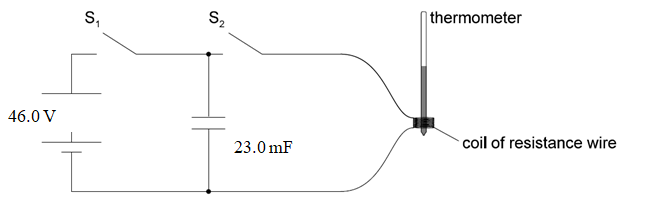 S₁
S₂
thermometer
46.0 V
23.0 mF
coil of resistance wire